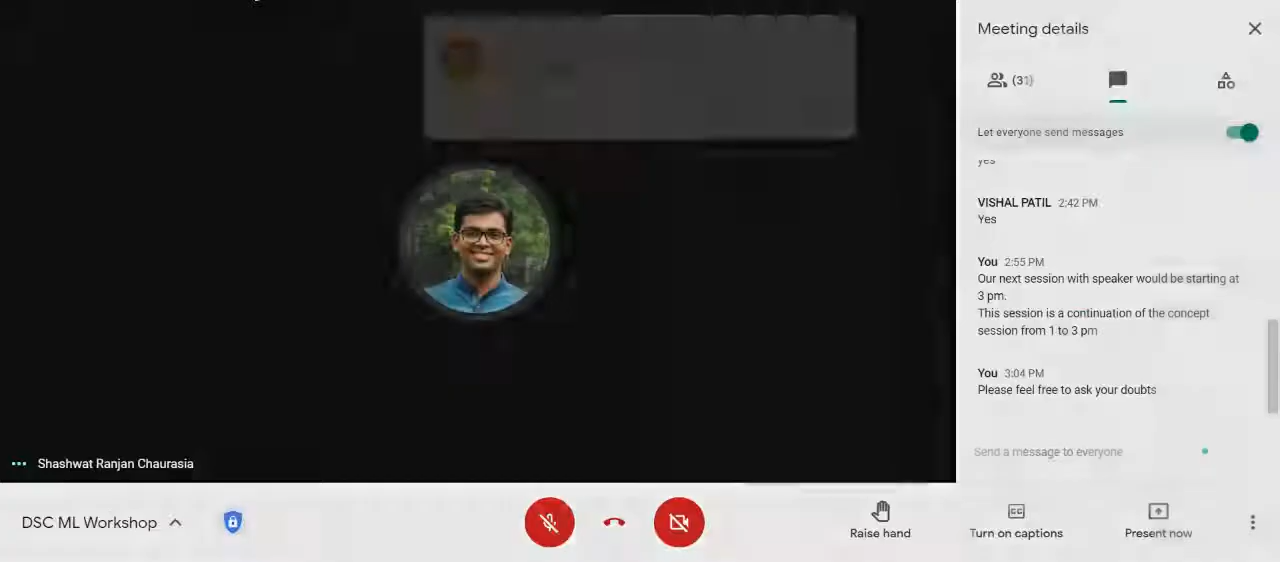 Meeting details
(31)
Let everyone send messages
yes
VISHAL PATIL 2:42 PM
Yes
You 2:55 PM
Our next session with speaker would be starting at
3 pm.
This session is a continuation of the concept
session from 1 to 3 pm
You 3:04 PM
Please feel free to ask your doubts
Send a message to everyone
Shashwat Ranjan Chaurasia
DSC ML Workshop
Raise hand
CC
Turn on captions
Present now